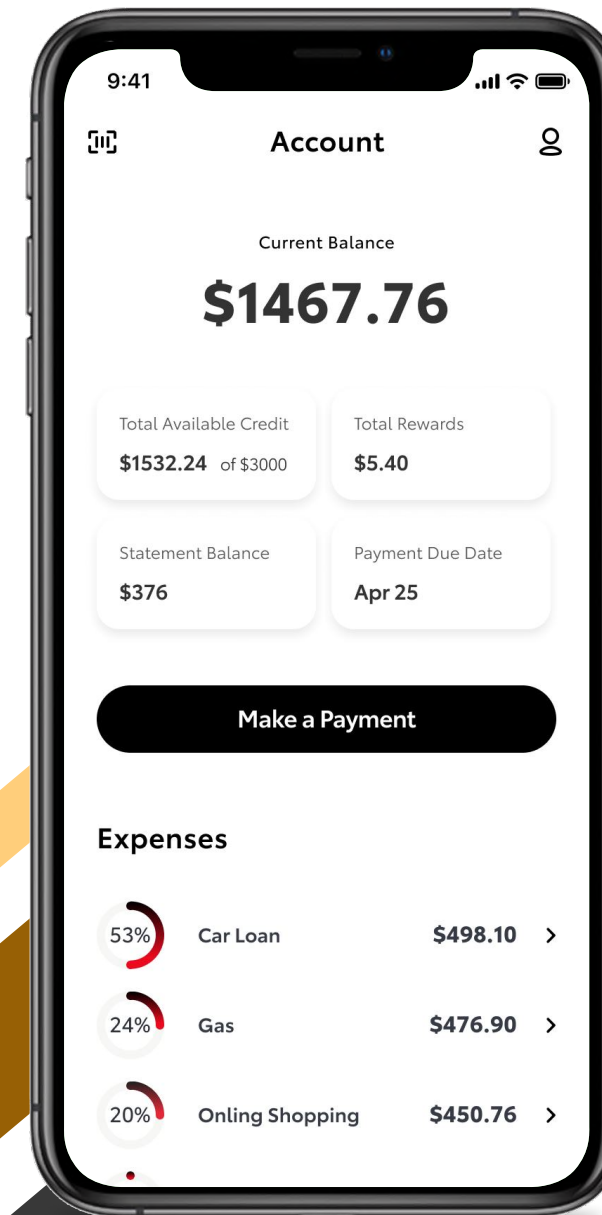 9:41
Account
Current Balance
$1467.76
Total Available Credit
$1532.24 of $3000
Total Rewards
$5.40
Statement Balance
$376
Payment Due Date
Apr 25
Make a Payment
Expenses
53% Car Loan $498.10
24% Gas $476.90
20% Onling Shopping $450.76